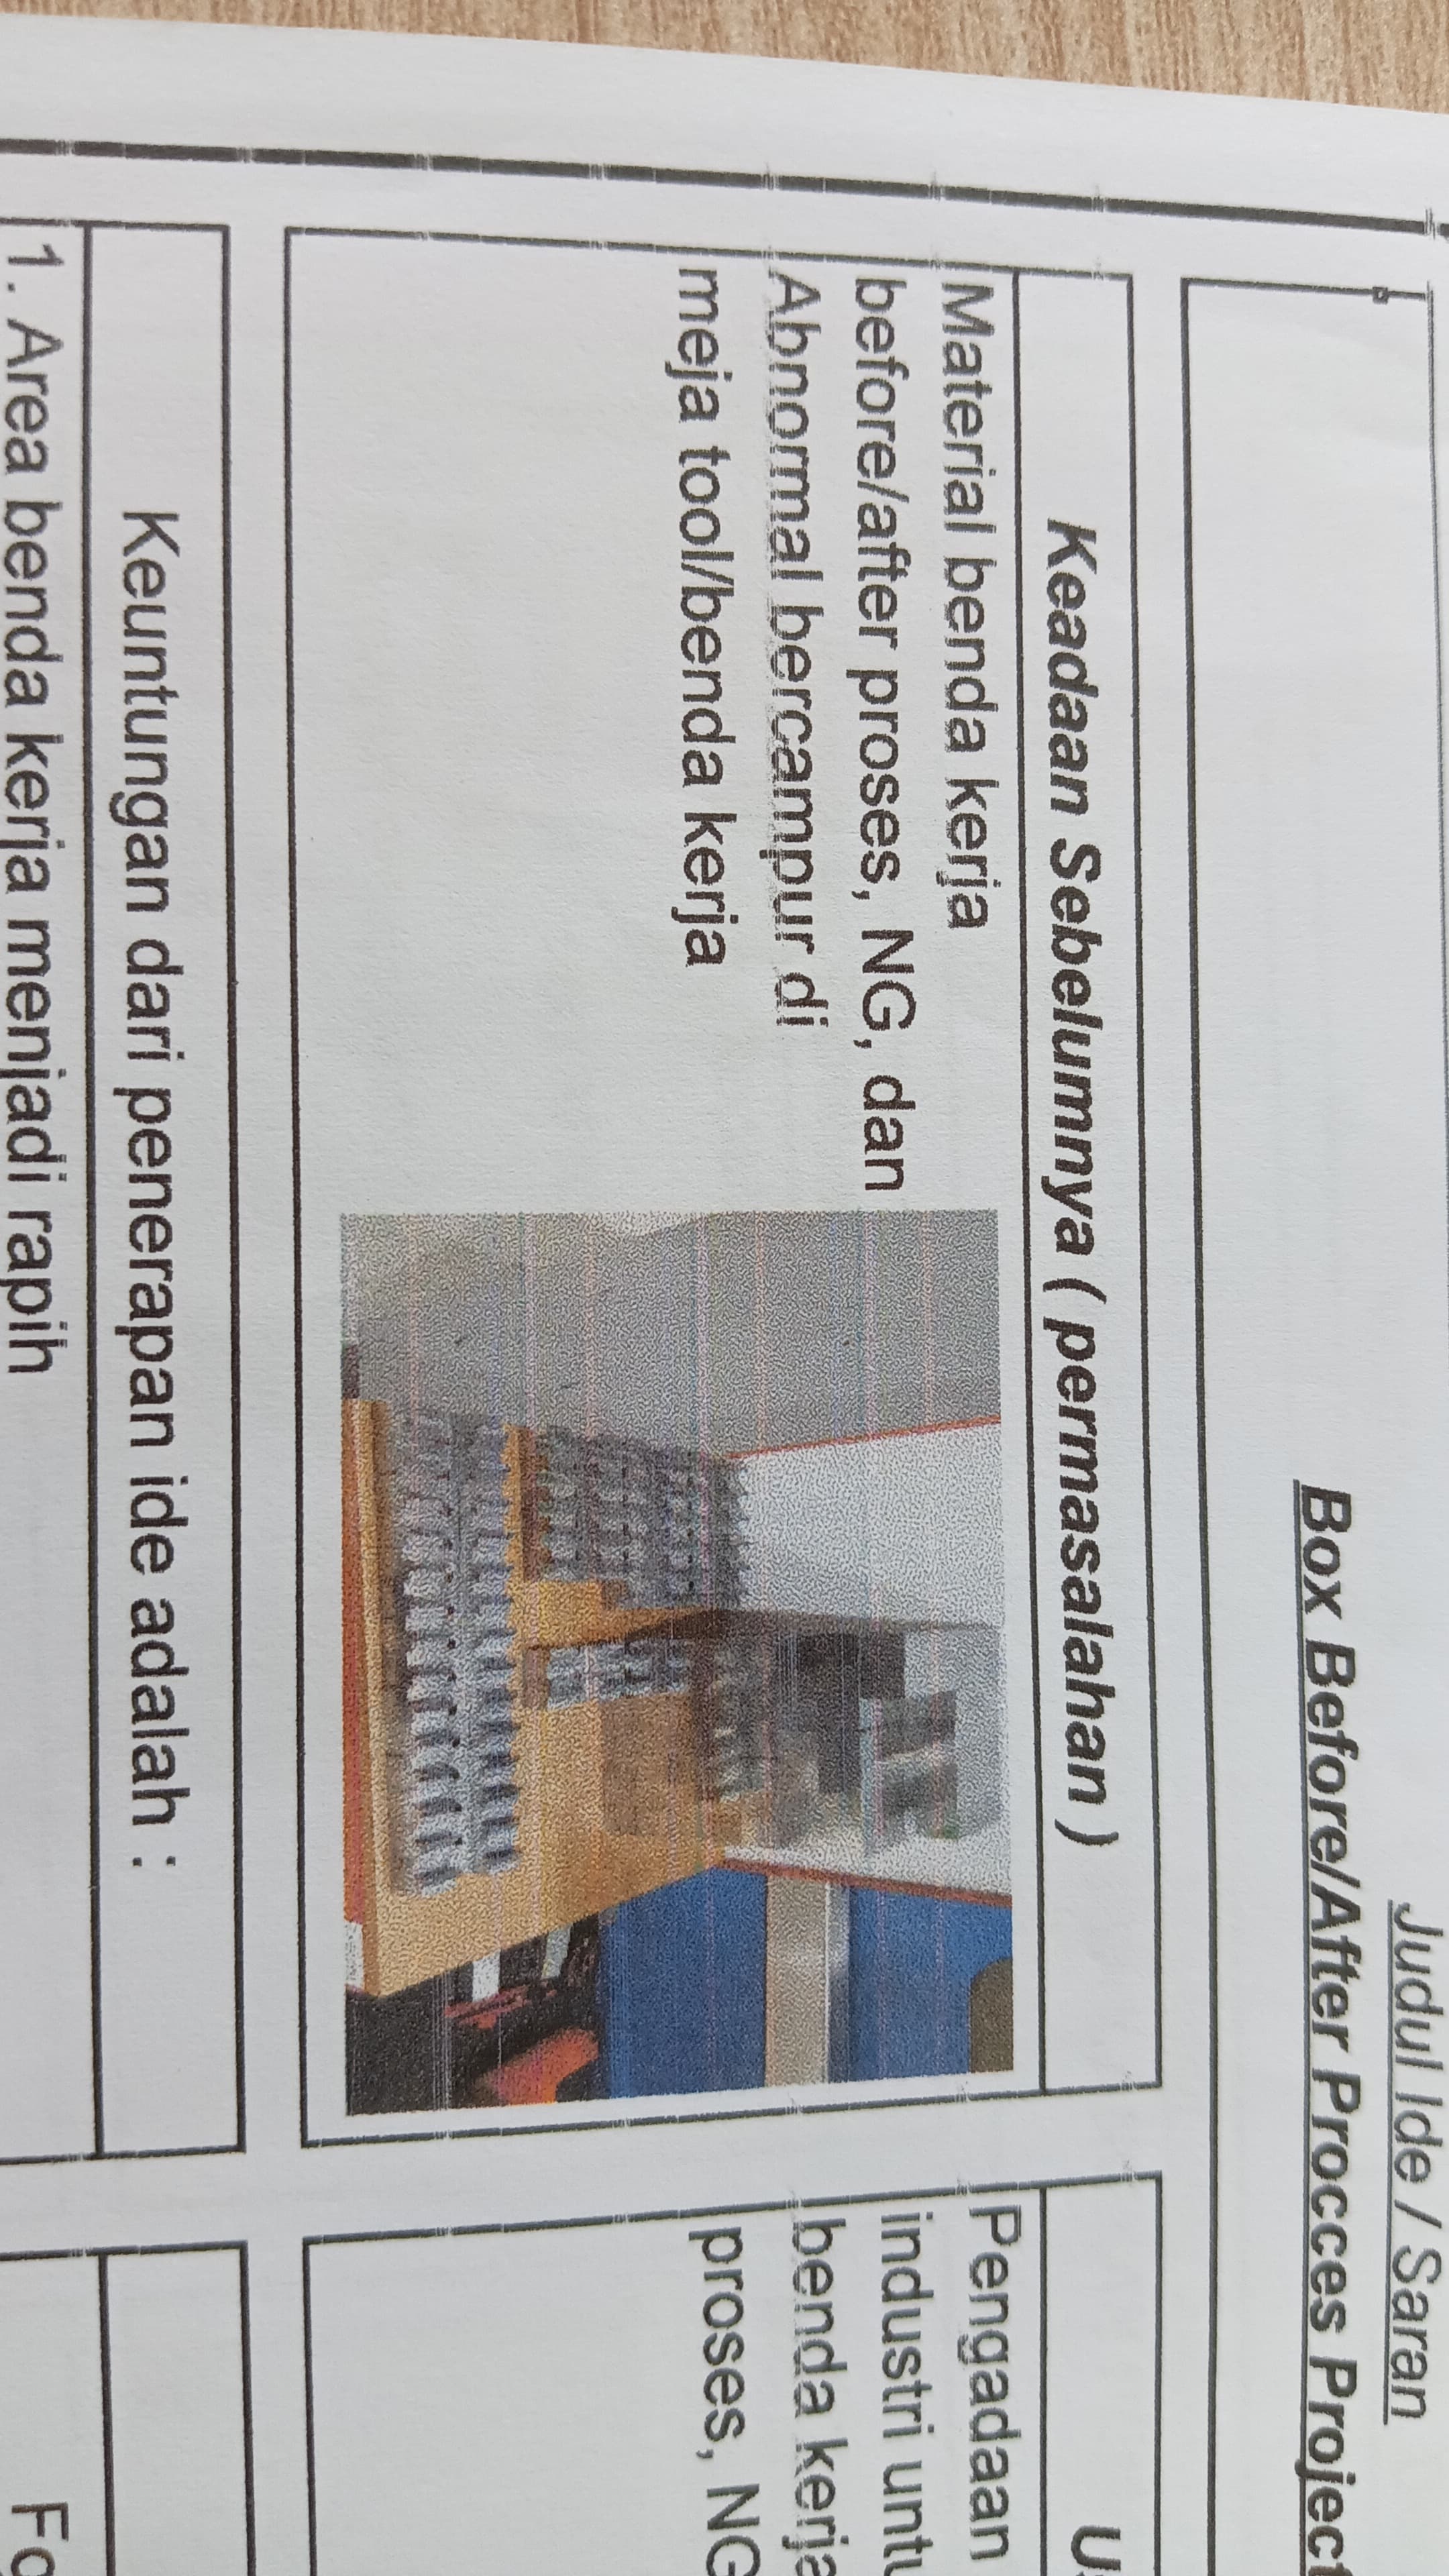 Judul Ide / Saran
Box Before/After Procces Project
Keadaan Sebelumnya ( permasalahan )
Material benda kerja
before/after proses, NG, dan
Abnormal bercampur di
meja tool/benda kerja
Pengadaan
industri
benda kerja
proses, NG
Keuntungan dari penerapan ide adalah :
1. Area benda kerja menjadi rapih